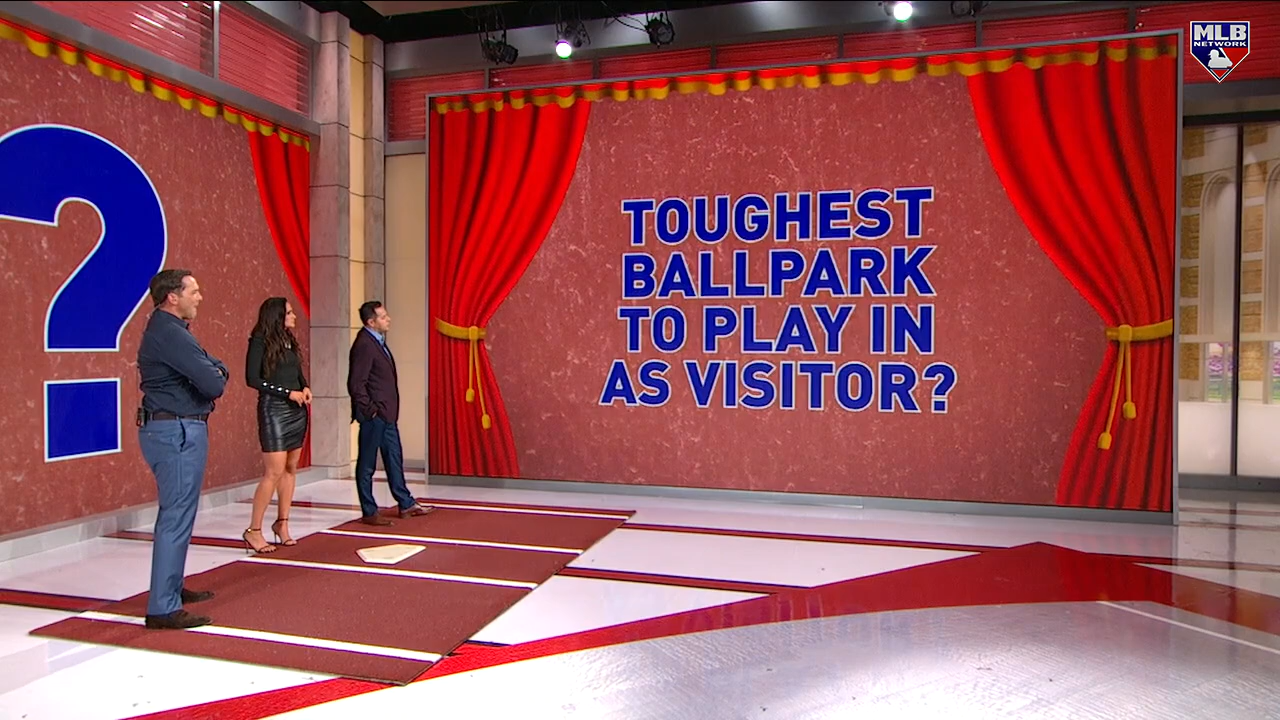 ?
TOUGHEST
BALLPARK
TO PLAY IN
AS VISITOR?
MLB
NETWORK